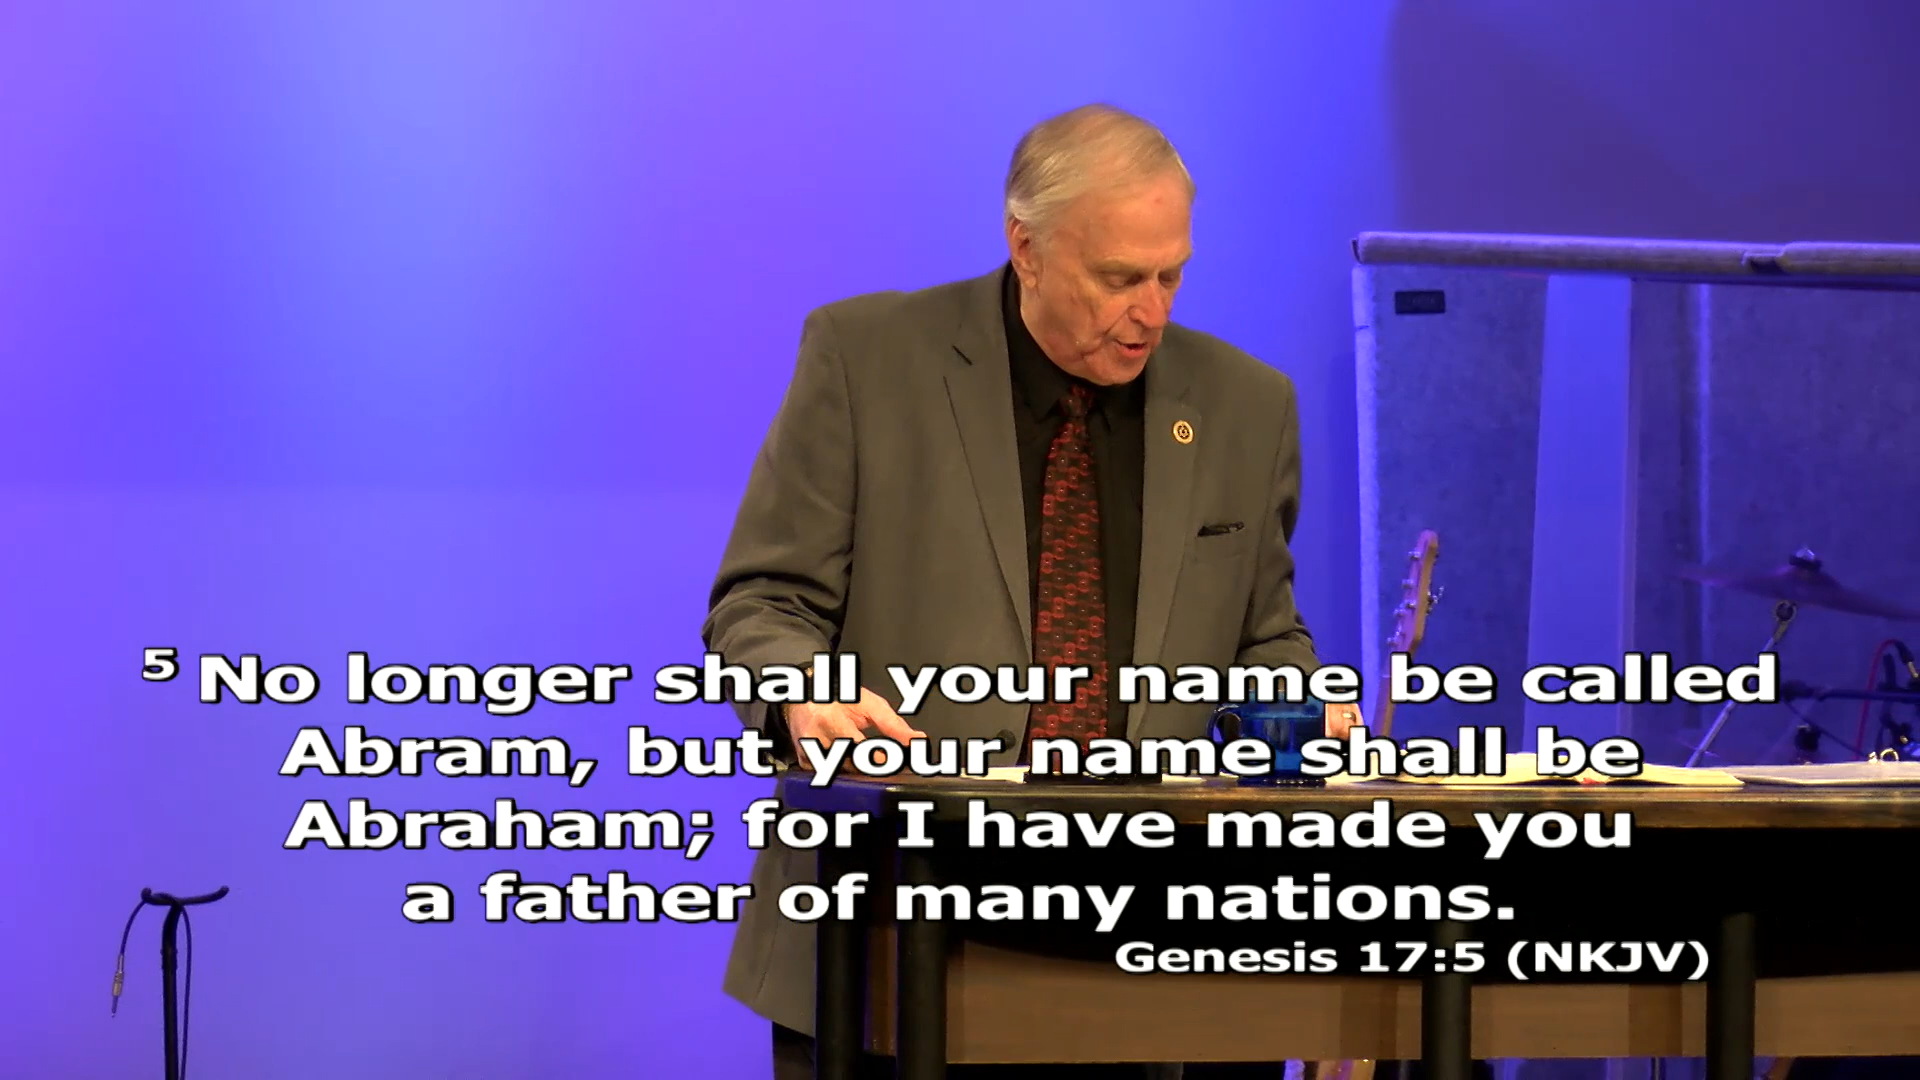 5 No longer shall your name be called
Abram, but your name shall be
Abraham; for I have made you
a father of many nations.
Genesis 17:5 (NKJV)